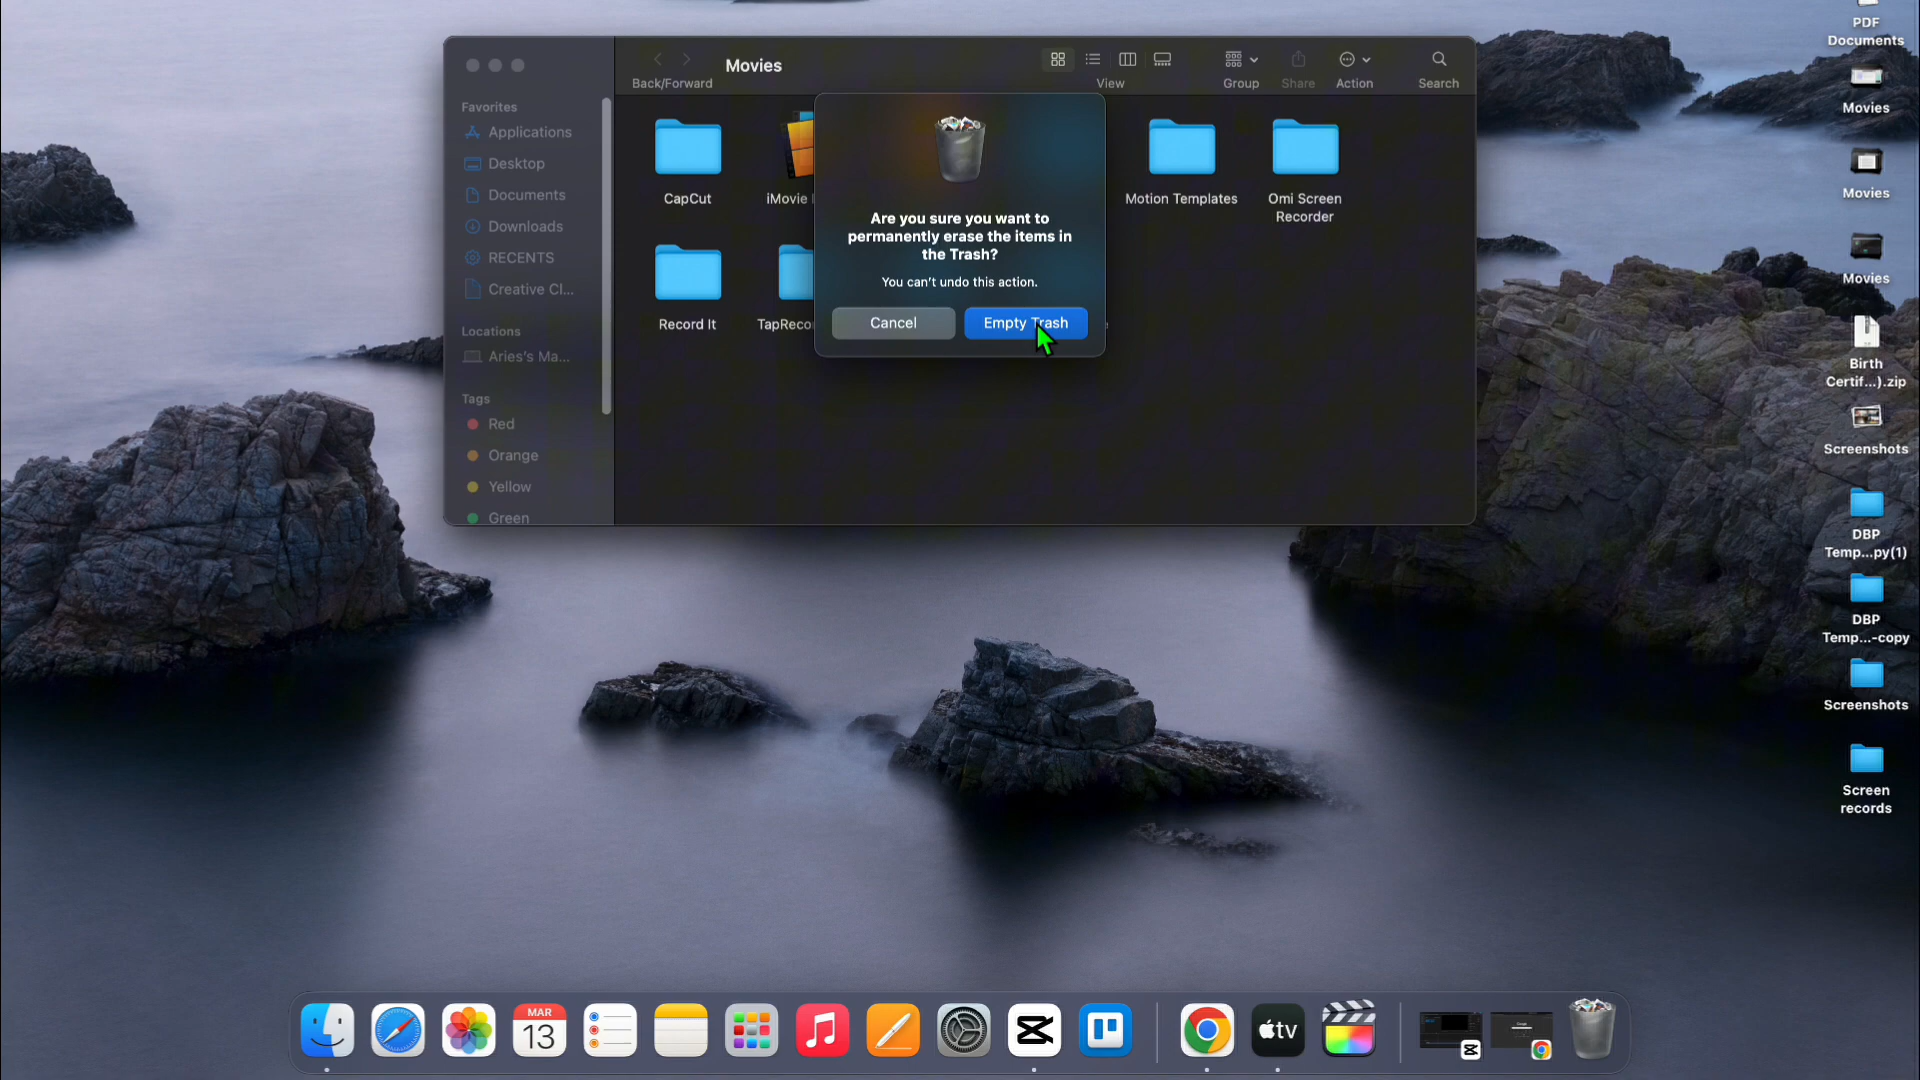 PDF
Documents
Movies
Back/Forward
View
Group
Share
Action
Search
Favorites
Applications
Desktop
Documents
Downloads
RECENTS
Creative Cl...
Locations
Aries's Ma...
Tags
Red
Orange
Yellow
Green
CapCut
iMovie
Motion Templates
Omi Screen
Recorder
Record It
Are you sure you want to
permanently erase the items in
the Trash?
You can't undo this action.
Cancel
Empty Trash
Movies
Movies
Movies
Birth
Certif...).zip
Screenshots
DBP
Temp...py(1)
DBP
Temp...-copy
Screenshots
Screen
records
MAR
13
tv